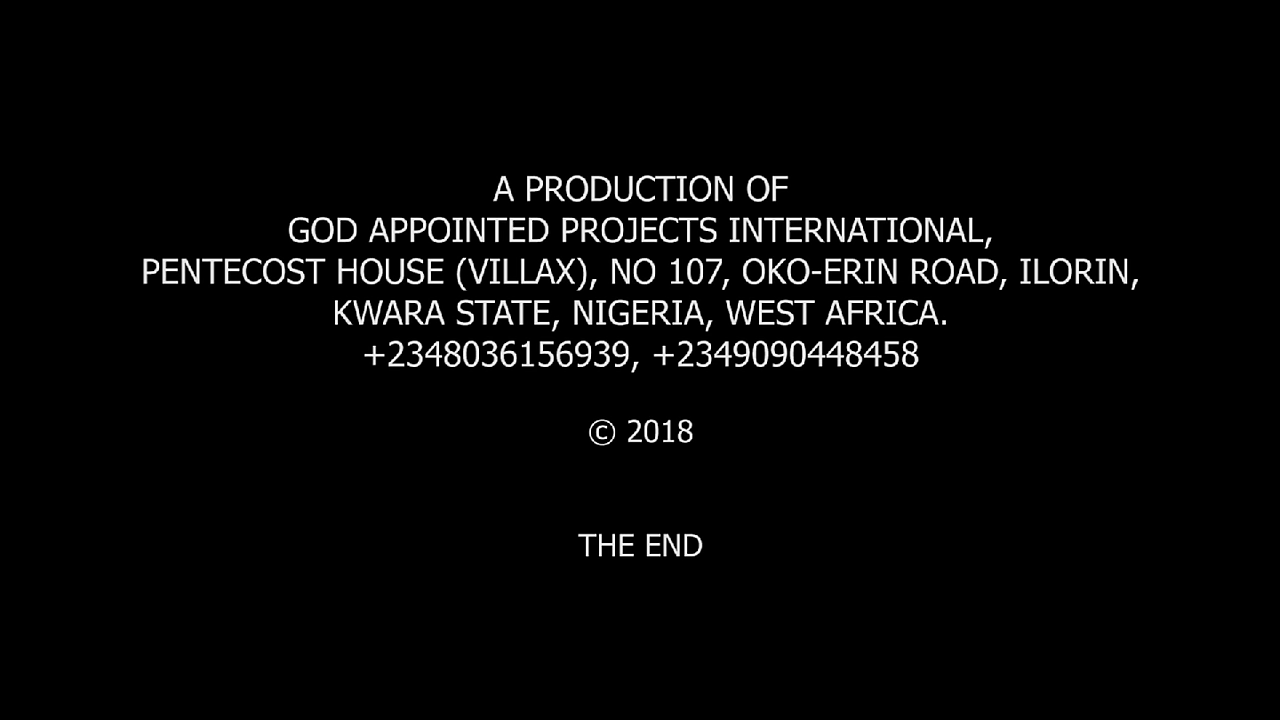 A PRODUCTION OF
GOD APPOINTED PROJECTS INTERNATIONAL,
PENTECOST HOUSE (VILLAX), NO 107, OKO-ERIN ROAD, ILORIN,
KWARA STATE, NIGERIA, WEST AFRICA.
+2348036156939, +2349090448458
© 2018
THE END